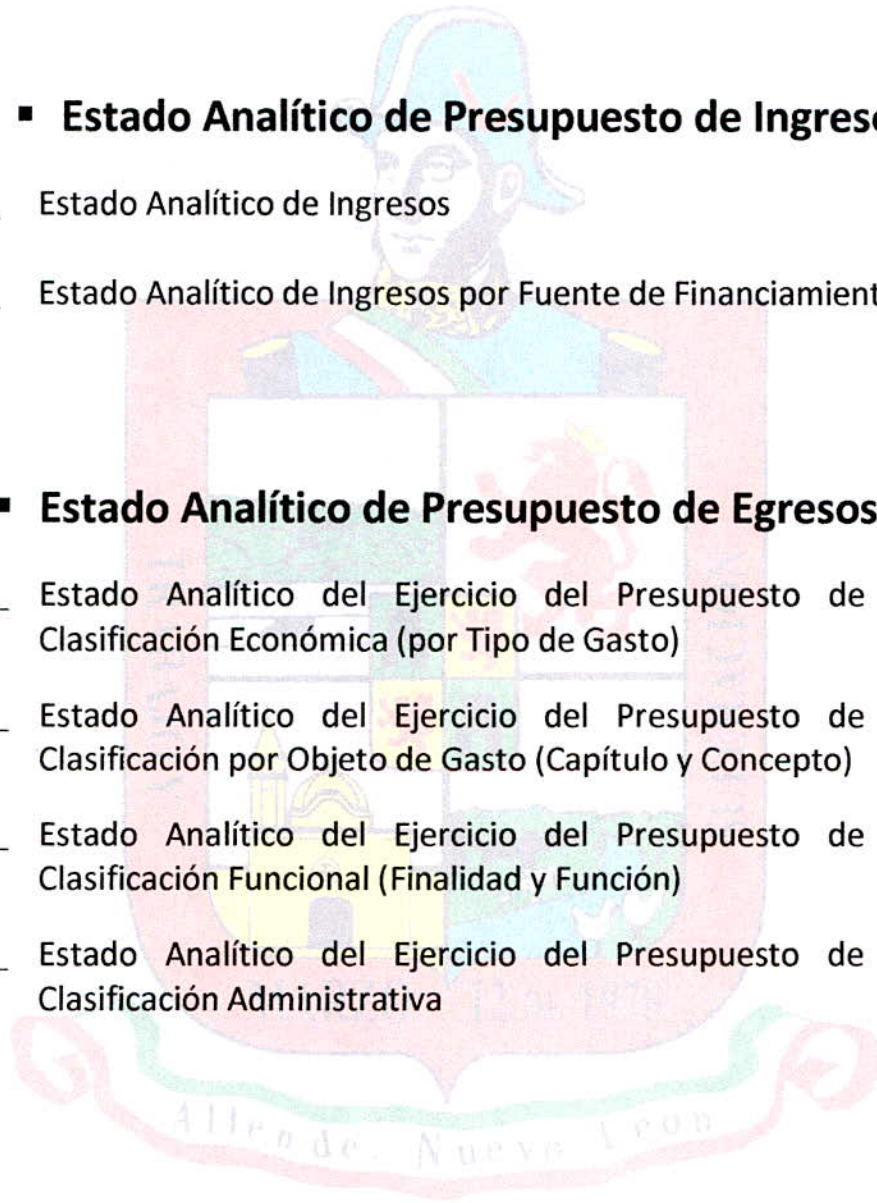 ▪ Estado Analítico de Presupuesto de Ingres
Estado Analítico de Ingresos
Estado Analítico de Ingresos por Fuente de Financiamient
▪ Estado Analítico de Presupuesto de Egresos
Estado Analítico del Ejercicio del Presupuesto de
Clasificación Económica (por Tipo de Gasto)
Estado Analítico del Ejercicio del Presupuesto de
Clasificación por Objeto de Gasto (Capítulo y Concepto)
Estado Analítico del Ejercicio del Presupuesto de
Clasificación Funcional (Finalidad y Función)
Estado Analítico del Ejercicio del Presupuesto de
Clasificación Administrativa
Allende, Nuevo León